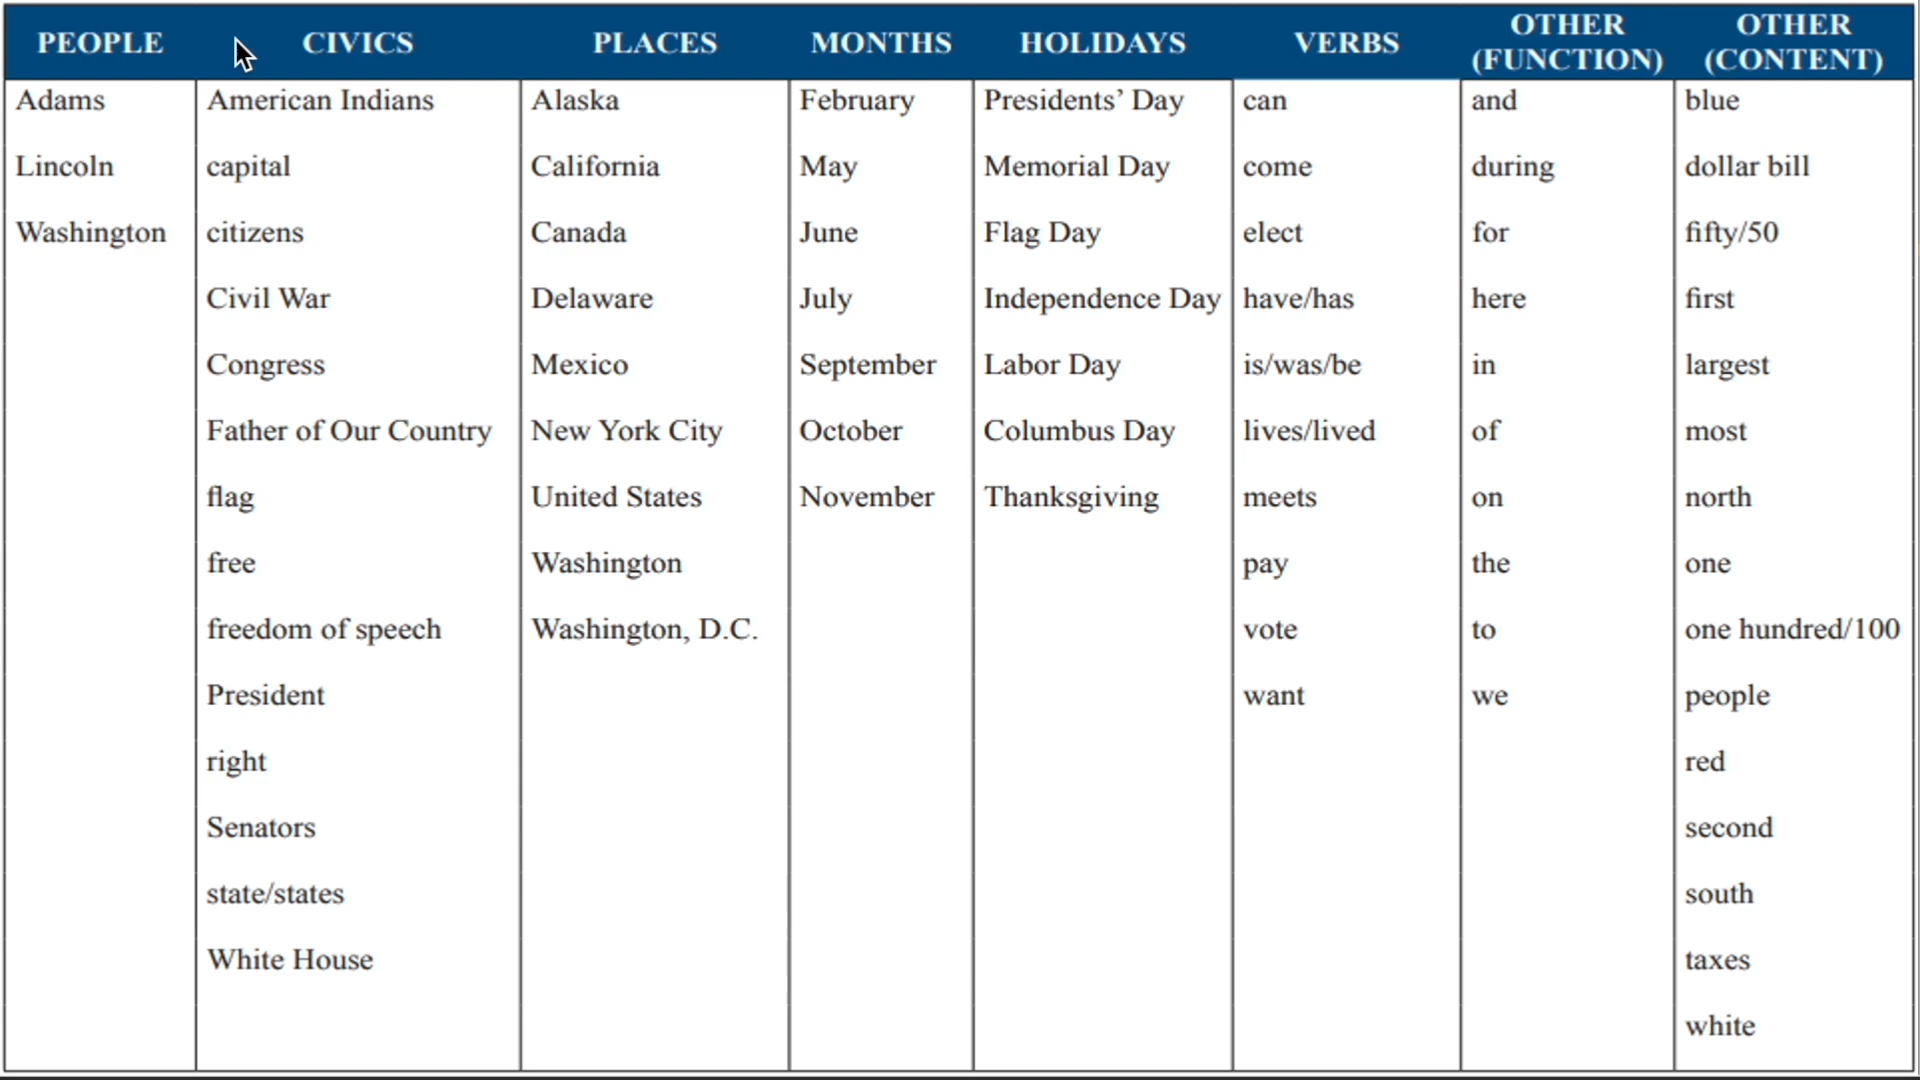 PEOPLE CIVICS PLACES MONTHS HOLIDAYS VERBS OTHER (FUNCTION) OTHER (CONTENT)
Adams American Indians Alaska February Presidents’ Day can and blue
Lincoln capital California May Memorial Day come during dollar bill
Washington citizens Canada June Flag Day elect for fifty/50
Civil War Delaware July Independence Day have/has here first
Congress Mexico September Labor Day is/was/be in largest
Father of Our Country New York City October Columbus Day lives/lived of most
flag United States November Thanksgiving meets on north
free Washington pay the one
freedom of speech Washington, D.C. vote to one hundred/100
President want we people
right red
Senators second
state/states south
White House taxes
white